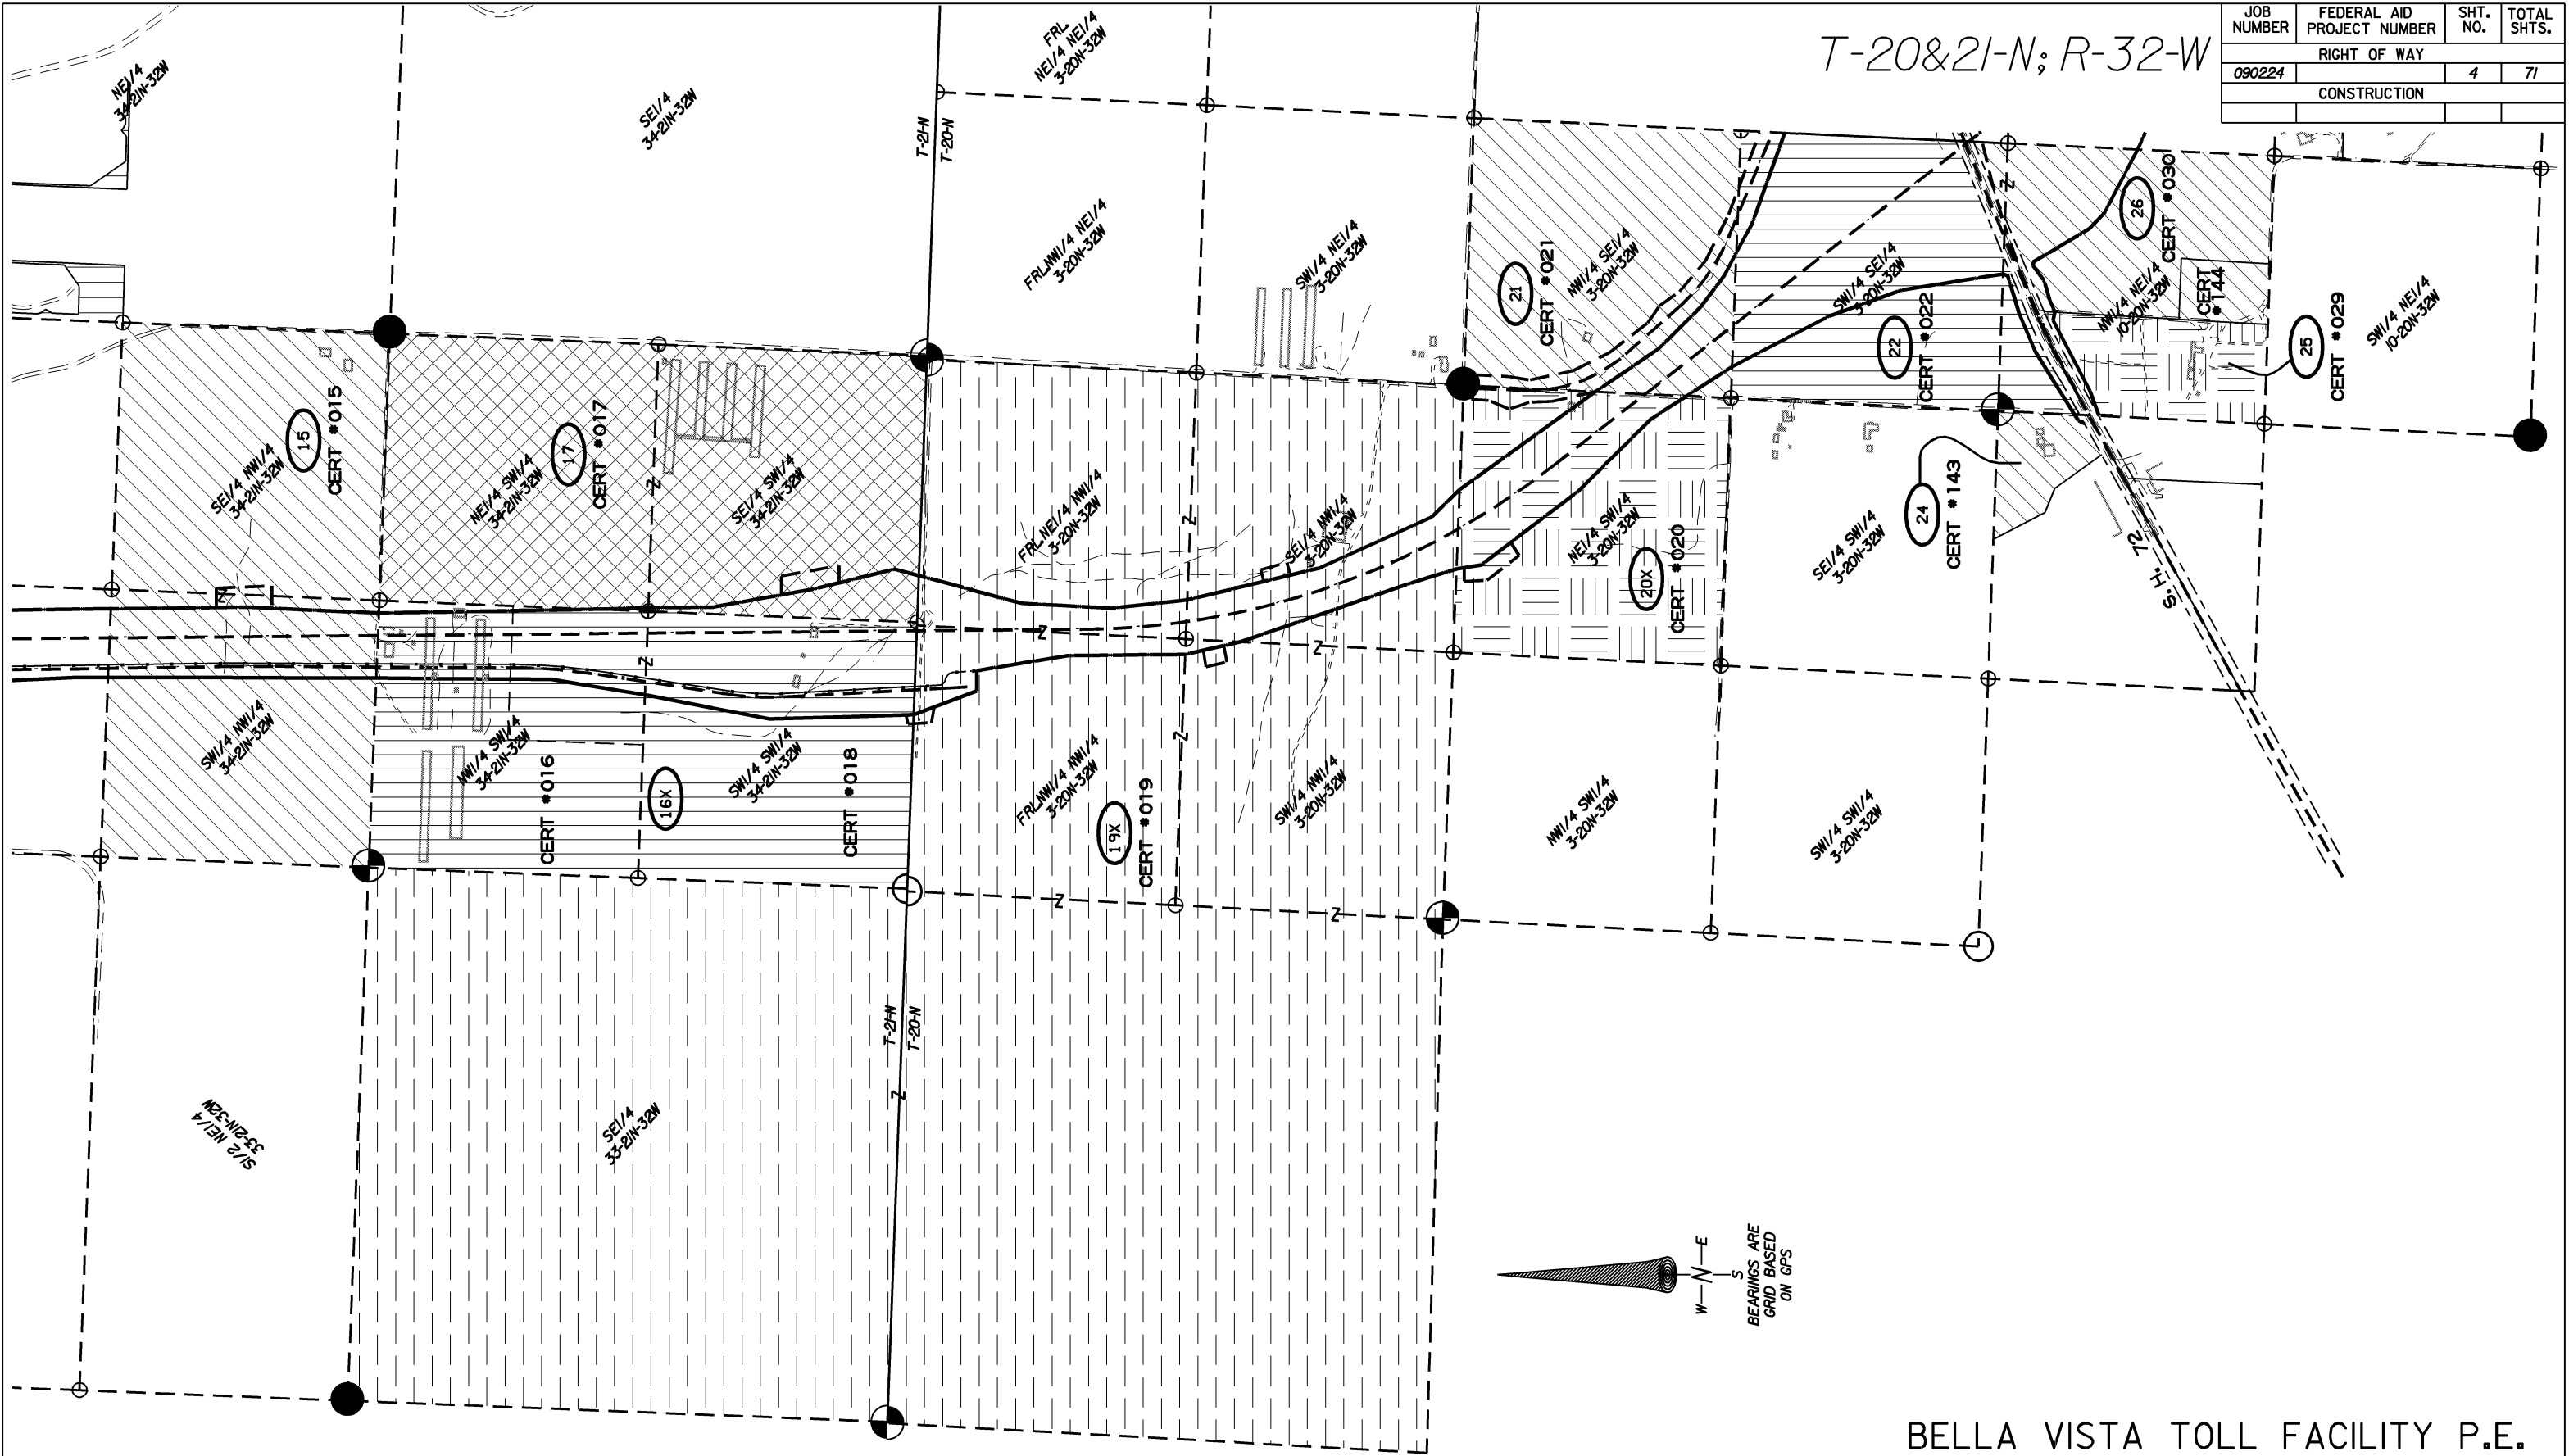 T-20&21-N; R-32-W
JOB NUMBER
FEDERAL AID PROJECT NUMBER
SHT. NO.
TOTAL SHTS.
RIGHT OF WAY
090224
4
71
CONSTRUCTION
NE1/4
34-21N-32W
SE1/4
34-21N-32W
T-21-N
T-20-N
FRL.
NE1/4 NE1/4
3-20N-32W
FRL.NW1/4 NE1/4
3-20N-32W
SW1/4 NE1/4
3-20N-32W
21
CERT #021
NW1/4 SE1/4
3-20N-32W
SW1/4 SE1/4
3-20N-32W
22
CERT #022
26
CERT #030
NW1/4 NE1/4
10-20N-32W
CERT
#144
25
CERT #029
SW1/4 NE1/4
10-20N-32W
15
CERT #015
SE1/4 NW1/4
34-21N-32W
17
CERT #017
NE1/4 SW1/4
34-21N-32W
SE1/4 SW1/4
34-21N-32W
FRL.NE1/4 NW1/4
3-20N-32W
SE1/4 NW1/4
3-20N-32W
NE1/4 SW1/4
3-20N-32W
20X
CERT #020
SE1/4 SW1/4
3-20N-32W
24
CERT #143
S.H. 72
SW1/4 NW1/4
34-21N-32W
NW1/4 SW1/4
34-21N-32W
CERT #016
16X
SW1/4 SW1/4
34-21N-32W
CERT #018
FRL.NW1/4 NW1/4
3-20N-32W
19X
CERT #019
SW1/4 NW1/4
3-20N-32W
NW1/4 SW1/4
3-20N-32W
SW1/4 SW1/4
3-20N-32W
T-21-N
T-20-N
S1/2 NE1/4
33-21N-32W
SE1/4
33-21N-32W
W N E
S
BEARINGS ARE
GRID BASED
ON GPS
BELLA VISTA TOLL FACILITY P.E.